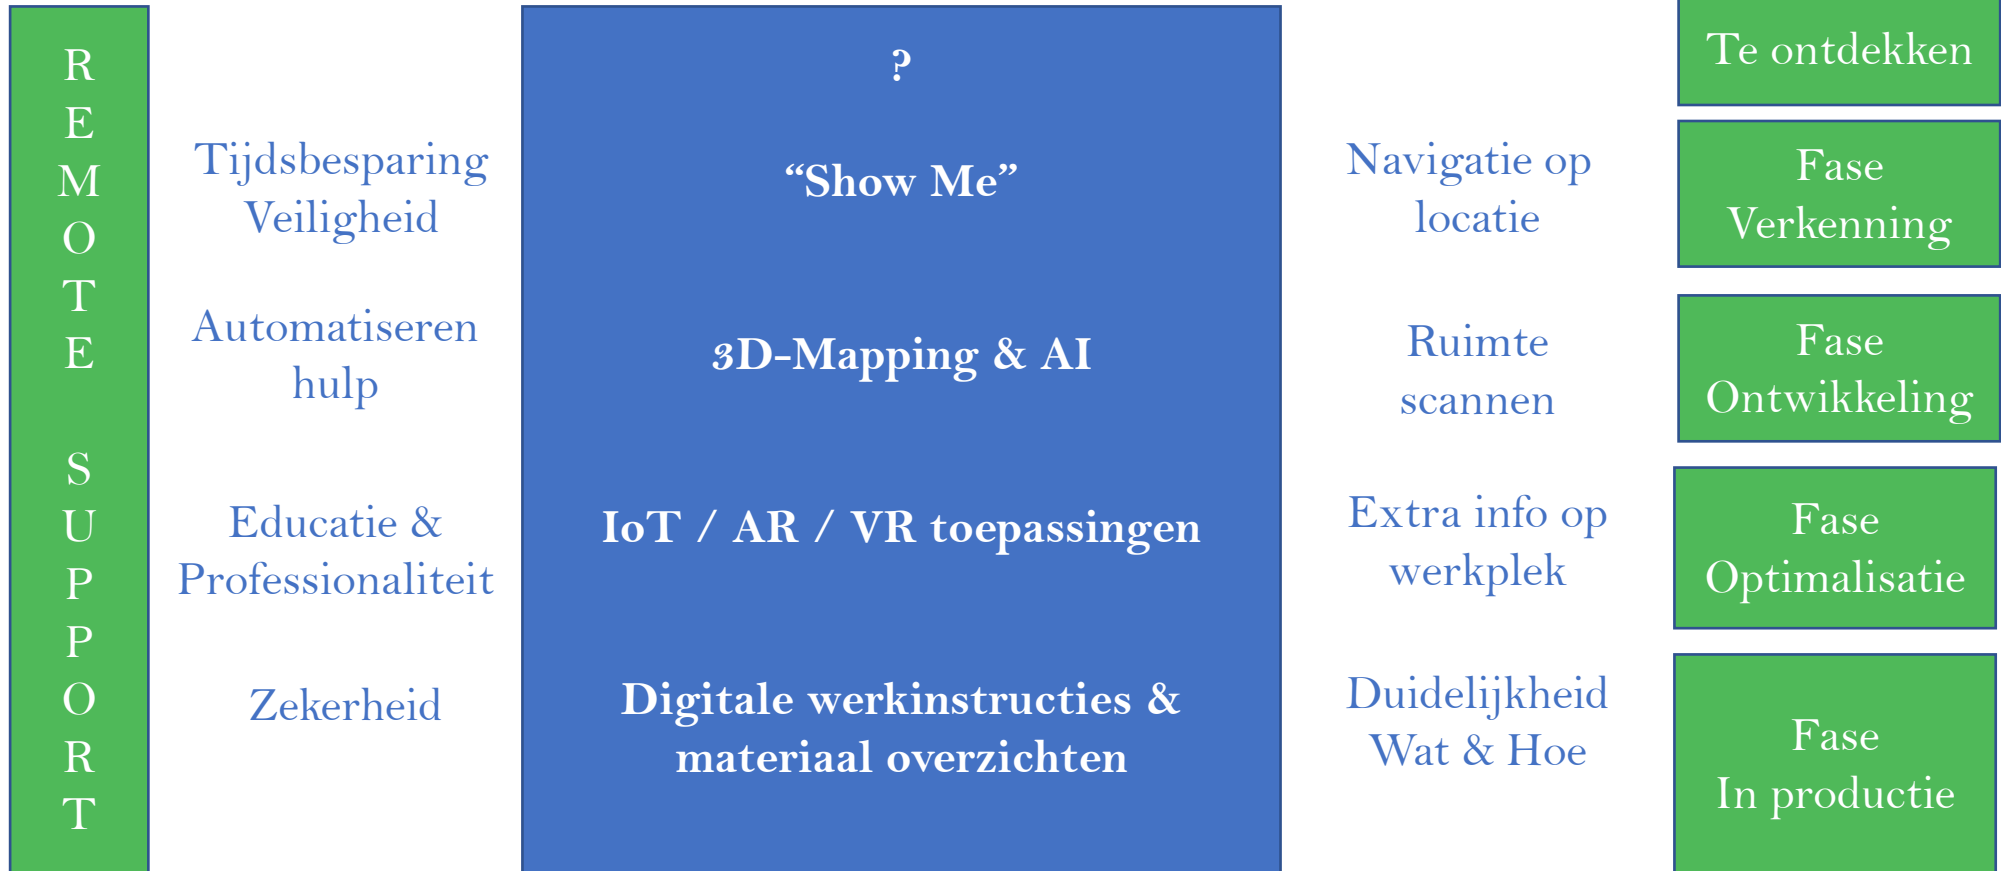 REMOTE SUPPORT
?
Te ontdekken
Tijdsbesparing
Veiligheid
“Show Me”
Navigatie op
locatie
Fase
Verkenning
Automatiseren
hulp
3D-Mapping & AI
Ruimte
scannen
Fase
Ontwikkeling
Educatie &
Professionaliteit
IoT / AR / VR toepassingen
Extra info op
werkplek
Fase
Optimalisatie
Zekerheid
Digitale werkinstructies &
materiaal overzichten
Duidelijkheid
Wat & Hoe
Fase
In productie